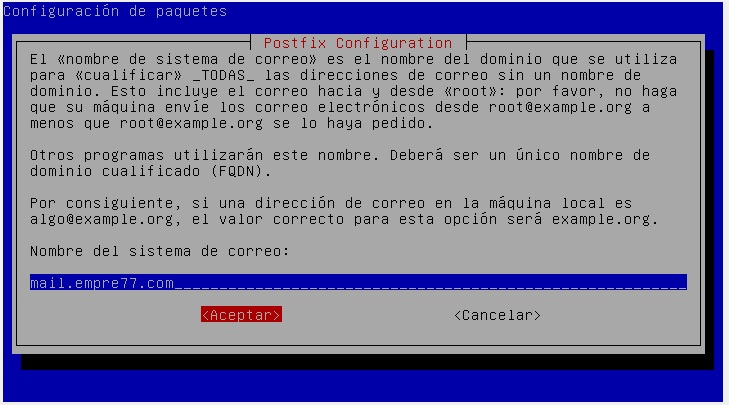 Configuración de paquetes
Postfix Configuration
El «nombre de sistema de correo» es el nombre del dominio que se utiliza
para «cualificar» _TODAS_ las direcciones de correo sin un nombre de
dominio. Esto incluye el correo hacia y desde «root»: por favor, no haga
que su máquina envíe los correo electrónicos desde root@example.org a
menos que root@example.org se lo haya pedido.
Otros programas utilizarán este nombre. Deberá ser un único nombre de
dominio cualificado (FQDN).
Por consiguiente, si una dirección de correo en la máquina local es
algo@example.org, el valor correcto para esta opción será example.org.
Nombre del sistema de correo:
mail.empre77.com
<Aceptar> <Cancelar>